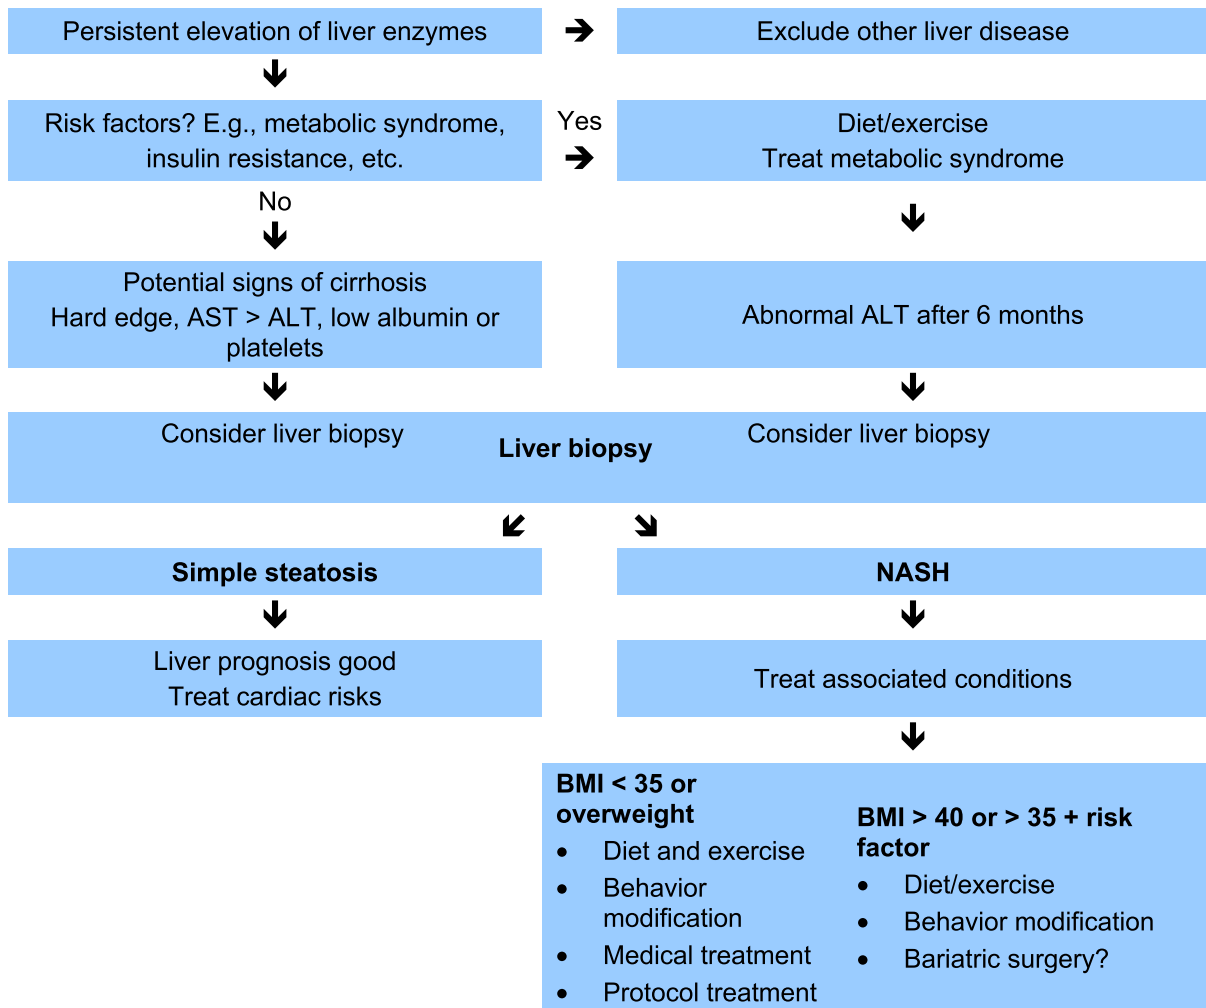 Persistent elevation of liver enzymes
Exclude other liver disease
Risk factors? E.g., metabolic syndrome,
insulin resistance, etc.
Yes
Diet/exercise
Treat metabolic syndrome
No
Potential signs of cirrhosis
Hard edge, AST > ALT, low albumin or
platelets
Abnormal ALT after 6 months
Consider liver biopsy
Liver biopsy
Consider liver biopsy
Simple steatosis
NASH
Liver prognosis good
Treat cardiac risks
Treat associated conditions
BMI < 35 or
overweight
• Diet and exercise
• Behavior
modification
• Medical treatment
• Protocol treatment
BMI > 40 or > 35 + risk
factor
• Diet/exercise
• Behavior modification
• Bariatric surgery?